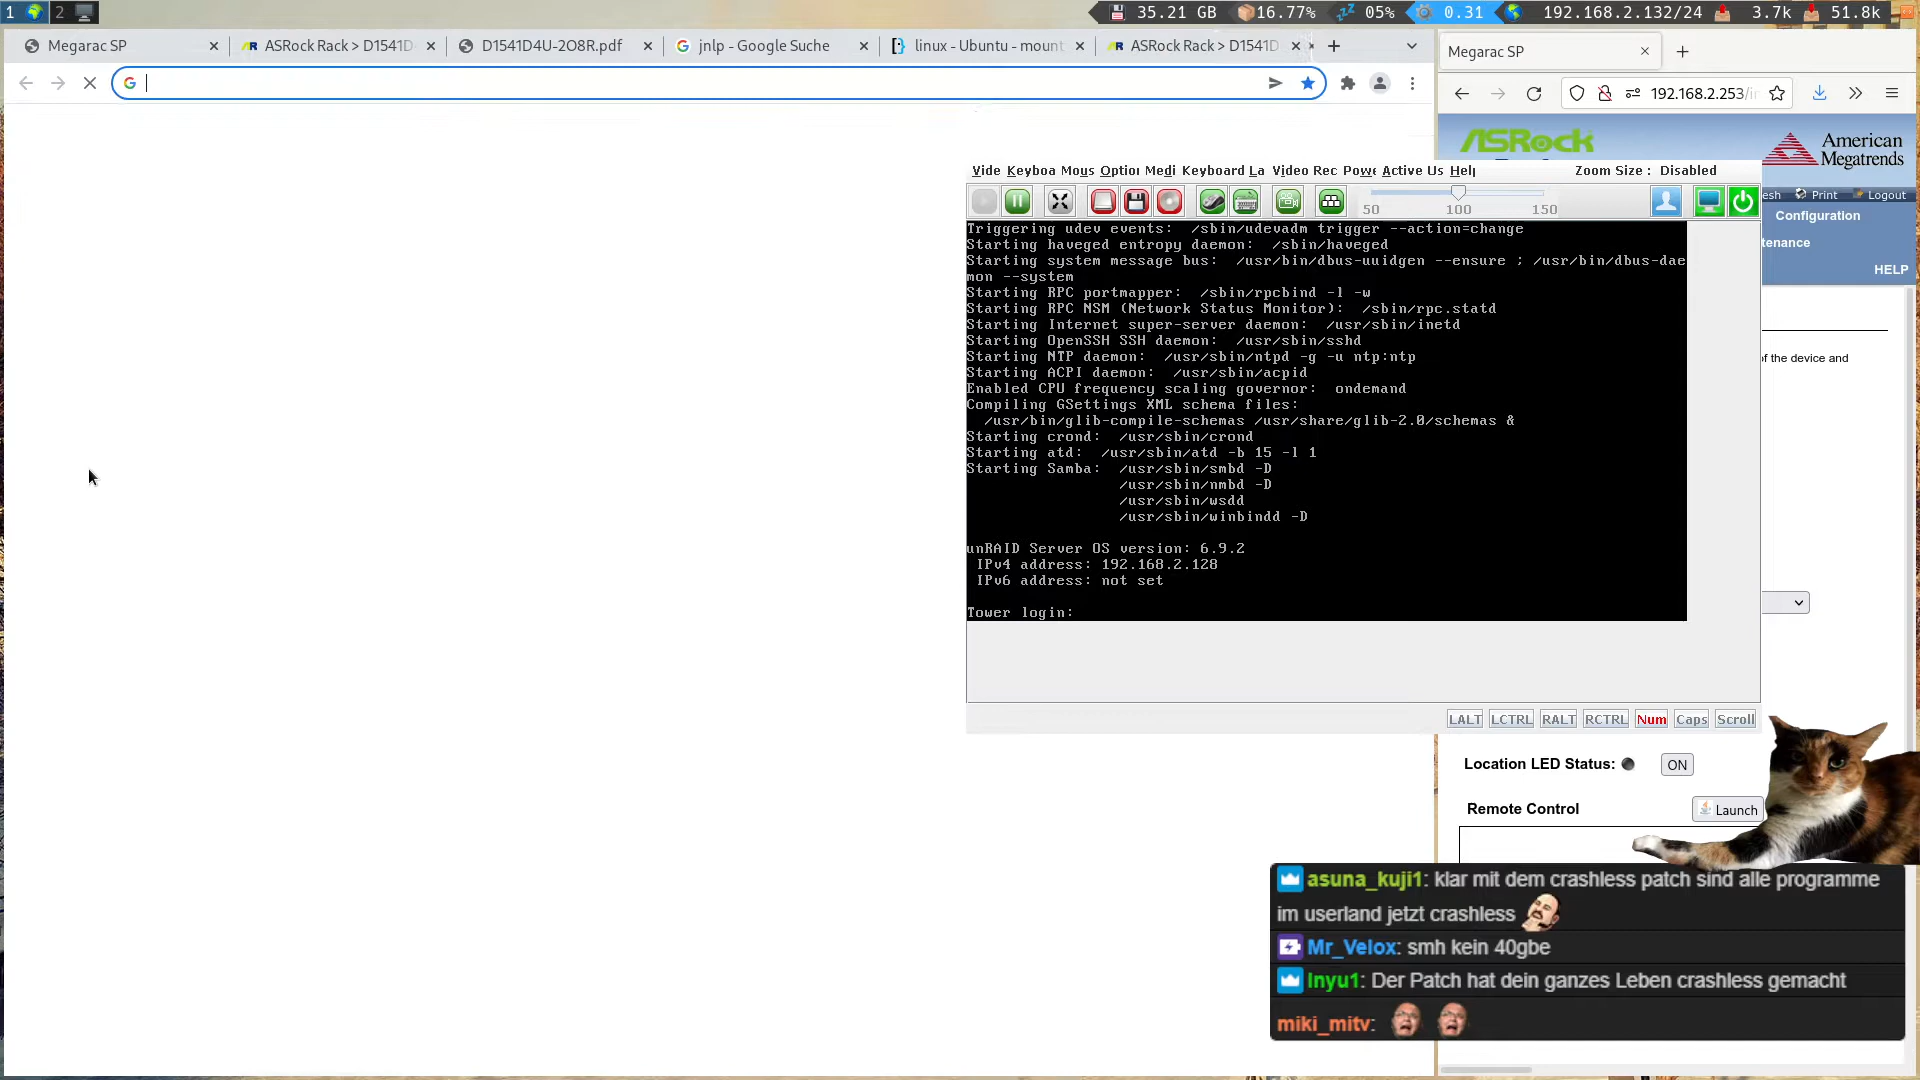 1 2 35.21 GB 16.77% 05% 0.31 192.168.2.132/24 3.7k 51.8k
Megarac SP
ASRock Rack > D1541D
D1541D4U-2O8R.pdf
jnlp - Google Suche
linux - Ubuntu - mount
ASRock Rack > D1541D
Megarac SP
192.168.2.253/
ASRock
American
Megatrends
Print
Logout
Configuration
tenance
HELP
of the device and
Vide Keyboa Mous Option Medi Keyboard La Video Rec Powe Active Us Help Zoom Size : Disabled
50 100 150
Triggering udev events:  /sbin/udevadm trigger --action=change
Starting haveged entropy daemon:  /sbin/haveged
Starting system message bus:  /usr/bin/dbus-uuidgen --ensure ; /usr/bin/dbus-dae
mon --system
Starting RPC portmapper:  /sbin/rpcbind -l -w
Starting RPC NSM (Network Status Monitor):  /sbin/rpc.statd
Starting Internet super-server daemon:  /usr/sbin/inetd
Starting OpenSSH SSH daemon:  /usr/sbin/sshd
Starting NTP daemon:  /usr/sbin/ntpd -g -u ntp:ntp
Starting ACPI daemon:  /usr/sbin/acpid
Enabled CPU frequency scaling governor:  ondemand
Compiling GSettings XML schema files:
/usr/bin/glib-compile-schemas /usr/share/glib-2.0/schemas &
Starting crond:  /usr/sbin/crond
Starting atd:  /usr/sbin/atd -b 15 -l 1
Starting Samba:  /usr/sbin/smbd -D
/usr/sbin/nmbd -D
/usr/sbin/wsdd
/usr/sbin/winbindd -D
unRAID Server OS version: 6.9.2
IPv4 address: 192.168.2.128
IPv6 address: not set
Tower login:
LALT LCTRL RALT RCTRL Num Caps Scroll
Location LED Status: ON
Remote Control Launch
asuna_kuji1: klar mit dem crashless patch sind alle programme
im userland jetzt crashless
Mr_Velox: smh kein 40gbe
Inyu1: Der Patch hat dein ganzes Leben crashless gemacht
miki_mitv: